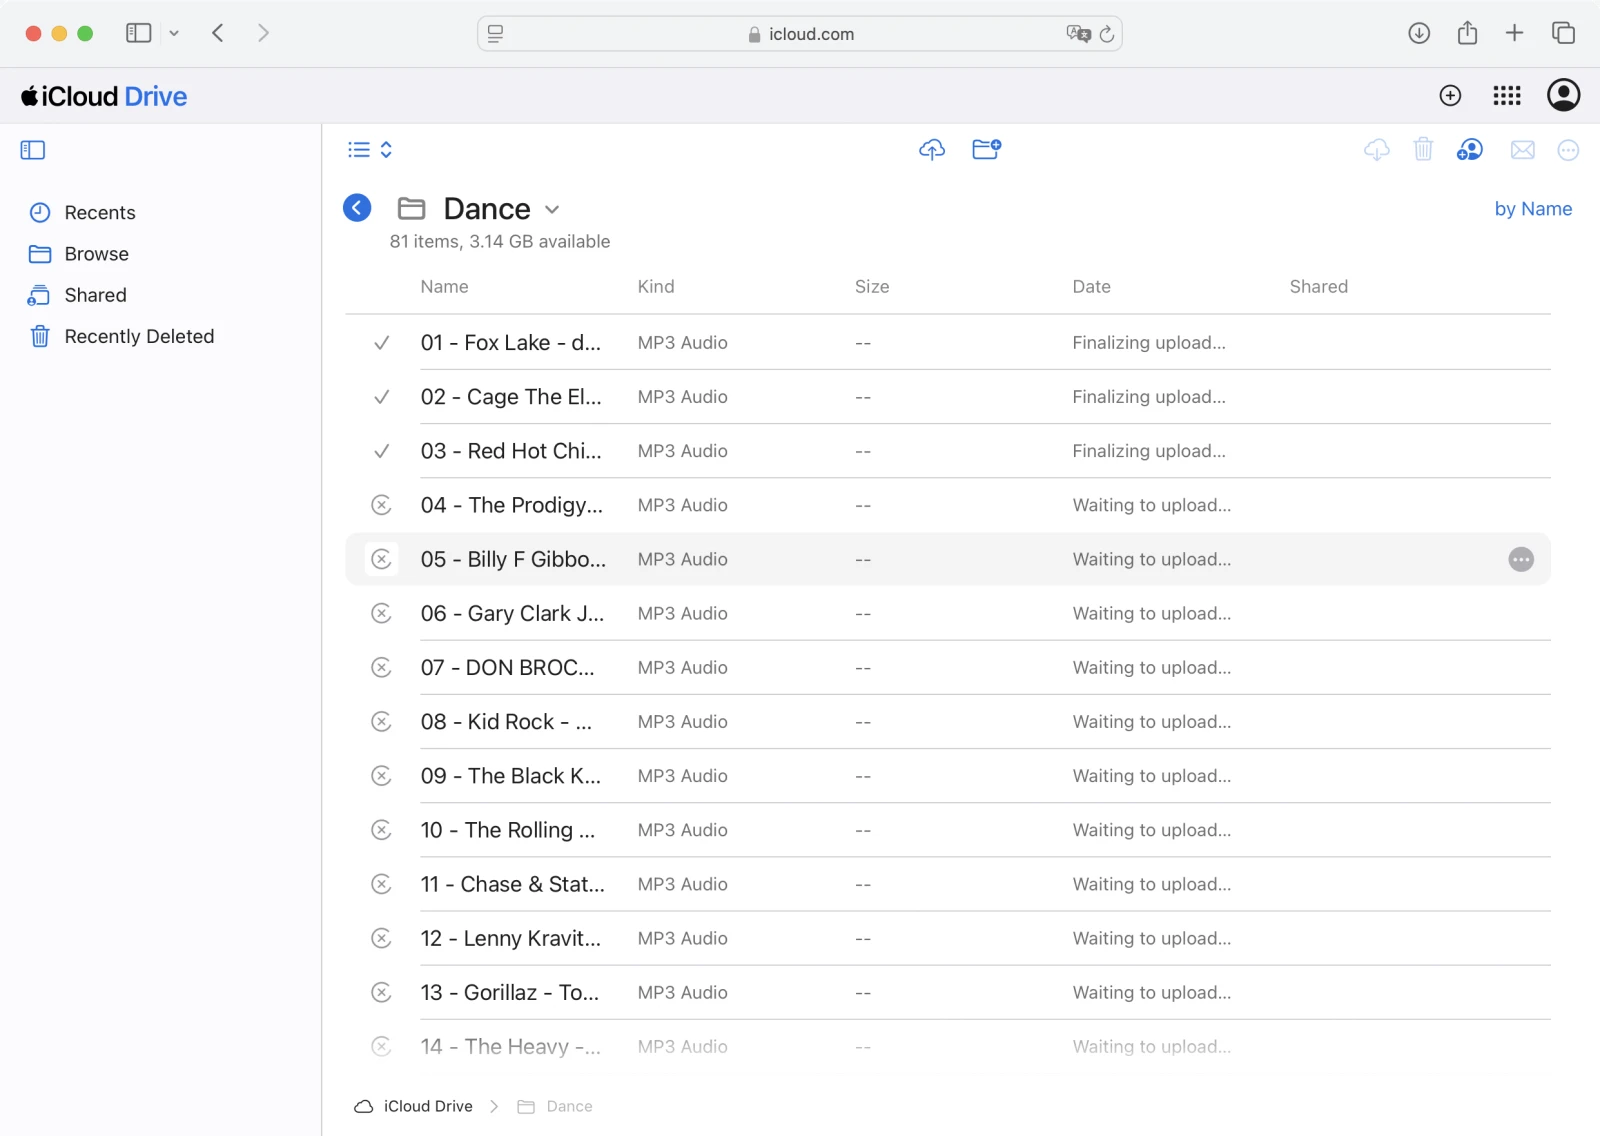 icloud.com
iCloud Drive
Recents
Browse
Shared
Recently Deleted
Dance
by Name
81 items, 3.14 GB available
Name Kind Size Date Shared
01 - Fox Lake - d... MP3 Audio -- Finalizing upload...
02 - Cage The El... MP3 Audio -- Finalizing upload...
03 - Red Hot Chi... MP3 Audio -- Finalizing upload...
04 - The Prodigy... MP3 Audio -- Waiting to upload...
05 - Billy F Gibbo... MP3 Audio -- Waiting to upload...
06 - Gary Clark J... MP3 Audio -- Waiting to upload...
07 - DON BROC... MP3 Audio -- Waiting to upload...
08 - Kid Rock - ... MP3 Audio -- Waiting to upload...
09 - The Black K... MP3 Audio -- Waiting to upload...
10 - The Rolling ... MP3 Audio -- Waiting to upload...
11 - Chase & Stat... MP3 Audio -- Waiting to upload...
12 - Lenny Kravit... MP3 Audio -- Waiting to upload...
13 - Gorillaz - To... MP3 Audio -- Waiting to upload...
14 - The Heavy -... MP3 Audio -- Waiting to upload...
iCloud Drive Dance